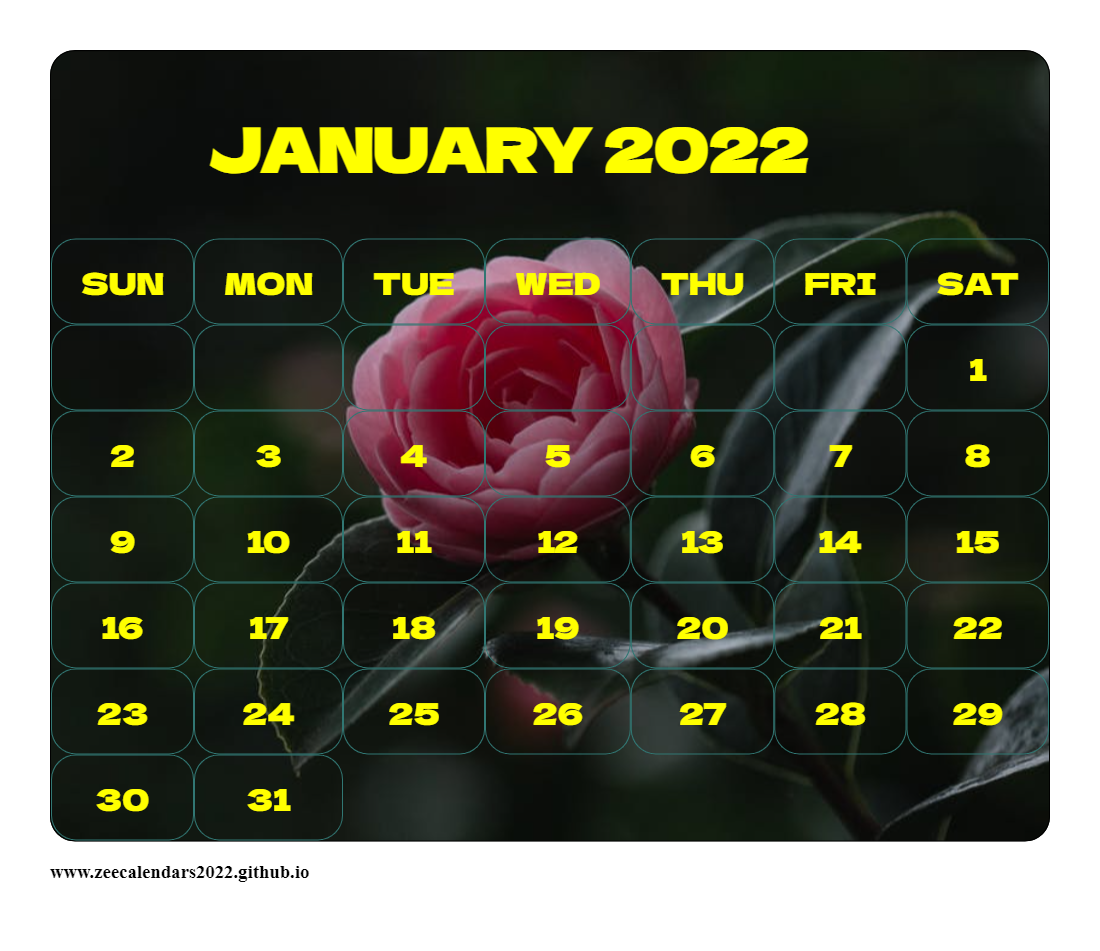 JANUARY 2022
SUN MON TUE WED THU FRI SAT
1
2 3 4 5 6 7 8
9 10 11 12 13 14 15
16 17 18 19 20 21 22
23 24 25 26 27 28 29
30 31
www.zeecalendars2022.github.io